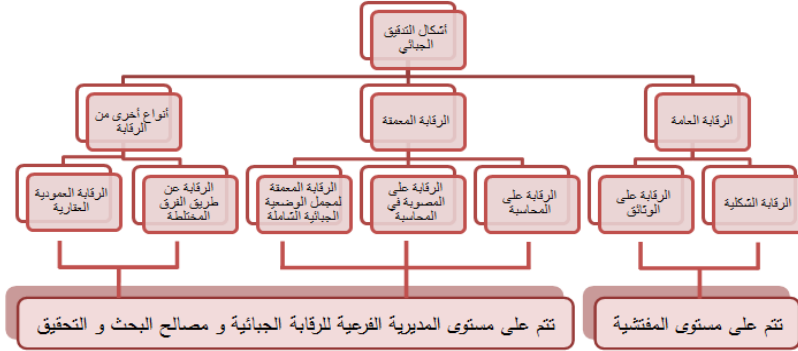 أشكال التدقيق
الجبائي
الرقابة العامة
الرقابة المعمقة
أنواع أخرى من
الرقابة
الرقابة الشكلية
الرقابة على
الوثائق
الرقابة على
المحاسبة
الرقابة على
المصوبة في
المحاسبة
الرقابة المعمقة
لمجمل الوضعية
الجبائية الشاملة
الرقابة عن
طريق الفرق
المختلطة
الرقابة العمودية
العقارية
تتم على مستوى المفتشية
تتم على مستوى المديرية الفرعية للرقابة الجبائية و مصالح البحث و التحقيق